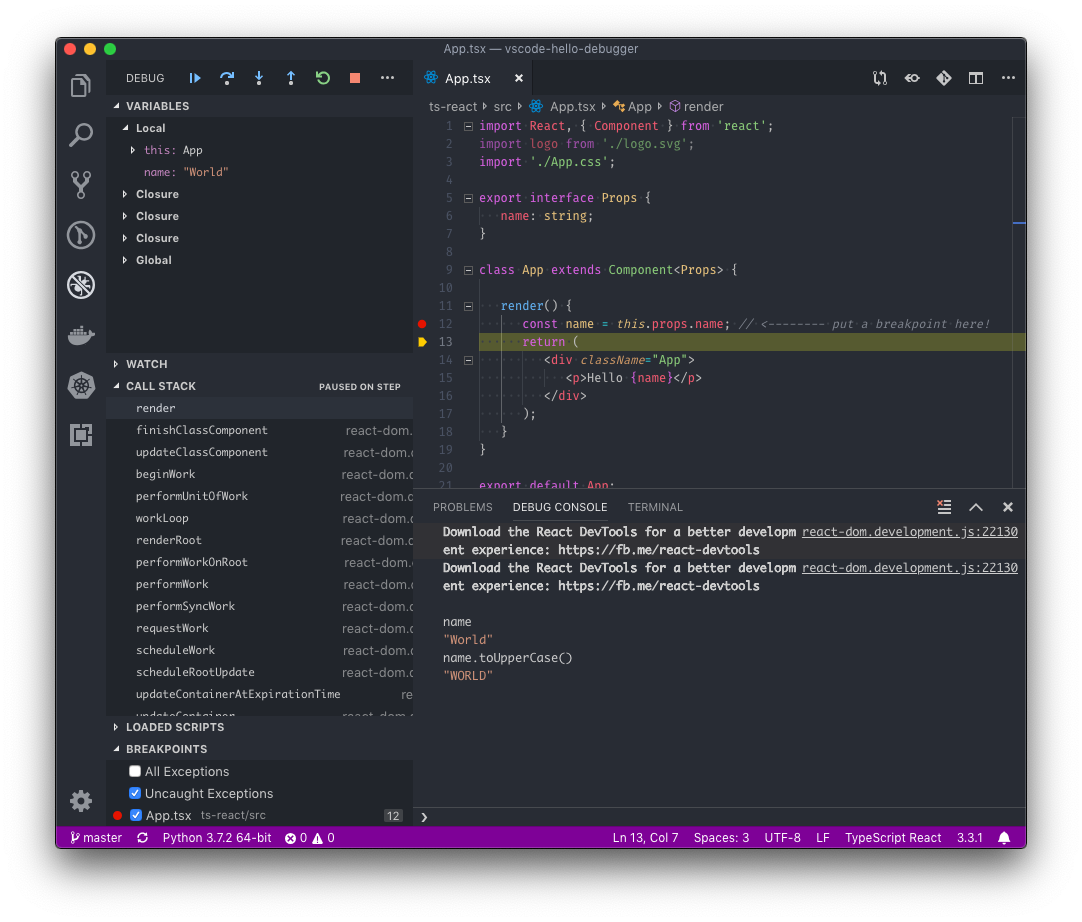 App.tsx — vscode-hello-debugger
DEBUG
VARIABLES
Local
this: App
name: "World"
Closure
Closure
Closure
Global
WATCH
CALL STACK PAUSED ON STEP
render
finishClassComponent react-dom.
updateClassComponent react-dom.c
beginWork react-dom.c
performUnitOfWork react-dom.c
workLoop react-dom.c
renderRoot react-dom.c
performWorkOnRoot react-dom.
performWork react-dom.c
performSyncWork react-dom.c
requestWork react-dom.c
scheduleWork react-dom.c
scheduleRootUpdate react-dom.c
updateContainerAtExpirationTime re
updateContainer react-dom.c
LOADED SCRIPTS
BREAKPOINTS
All Exceptions
Uncaught Exceptions
App.tsx ts-react/src 12
App.tsx
ts-react src App.tsx App render
1 import React, { Component } from 'react';
2 import logo from './logo.svg';
3 import './App.css';
4
5 export interface Props {
6 name: string;
7 }
8
9 class App extends Component<Props> {
10
11 render() {
12 const name = this.props.name; // <-------- put a breakpoint here!
13 return (
14 <div className="App">
15 <p>Hello {name}</p>
16 </div>
17 );
18 }
19 }
20
21 export default App;
PROBLEMS DEBUG CONSOLE TERMINAL
Download the React DevTools for a better developm react-dom.development.js:22130
ent experience: https://fb.me/react-devtools
Download the React DevTools for a better developm react-dom.development.js:22130
ent experience: https://fb.me/react-devtools
name
"World"
name.toUpperCase()
"WORLD"
master Python 3.7.2 64-bit 0 0 Ln 13, Col 7 Spaces: 3 UTF-8 LF TypeScript React 3.3.1